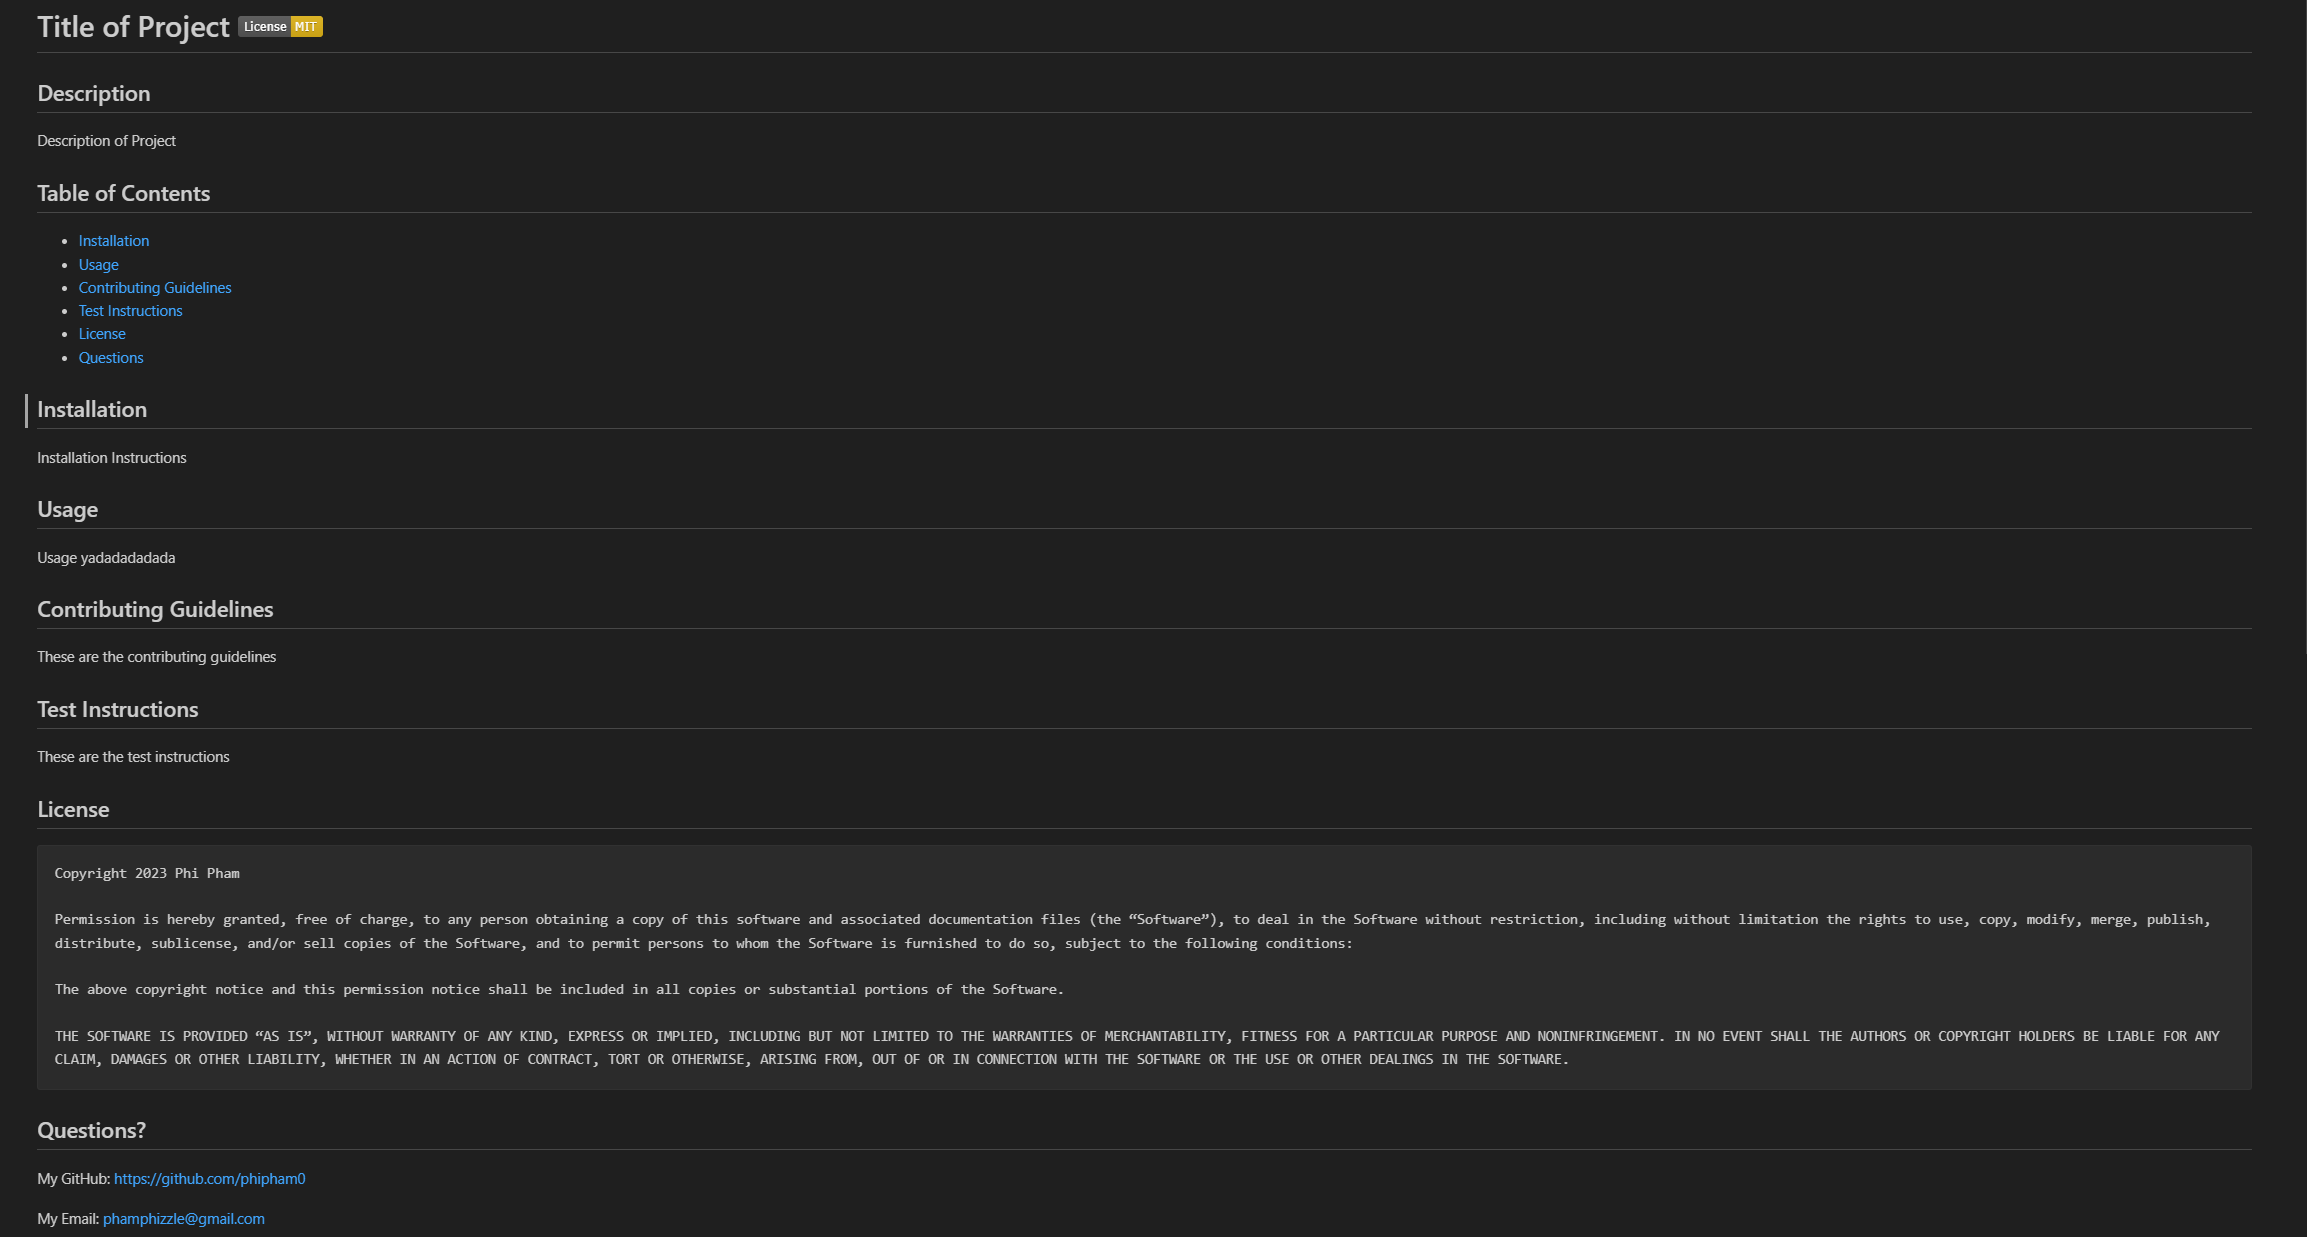 Title of Project License MIT
Description
Description of Project
Table of Contents
Installation
Usage
Contributing Guidelines
Test Instructions
License
Questions
Installation
Installation Instructions
Usage
Usage yadadadadada
Contributing Guidelines
These are the contributing guidelines
Test Instructions
These are the test instructions
License
Copyright 2023 Phi Pham
Permission is hereby granted, free of charge, to any person obtaining a copy of this software and associated documentation files (the “Software”), to deal in the Software without restriction, including without limitation the rights to use, copy, modify, merge, publish,
distribute, sublicense, and/or sell copies of the Software, and to permit persons to whom the Software is furnished to do so, subject to the following conditions:
The above copyright notice and this permission notice shall be included in all copies or substantial portions of the Software.
THE SOFTWARE IS PROVIDED “AS IS”, WITHOUT WARRANTY OF ANY KIND, EXPRESS OR IMPLIED, INCLUDING BUT NOT LIMITED TO THE WARRANTIES OF MERCHANTABILITY, FITNESS FOR A PARTICULAR PURPOSE AND NONINFRINGEMENT. IN NO EVENT SHALL THE AUTHORS OR COPYRIGHT HOLDERS BE LIABLE FOR ANY
CLAIM, DAMAGES OR OTHER LIABILITY, WHETHER IN AN ACTION OF CONTRACT, TORT OR OTHERWISE, ARISING FROM, OUT OF OR IN CONNECTION WITH THE SOFTWARE OR THE USE OR OTHER DEALINGS IN THE SOFTWARE.
Questions?
My GitHub: https://github.com/phipham0
My Email: phamphizzle@gmail.com